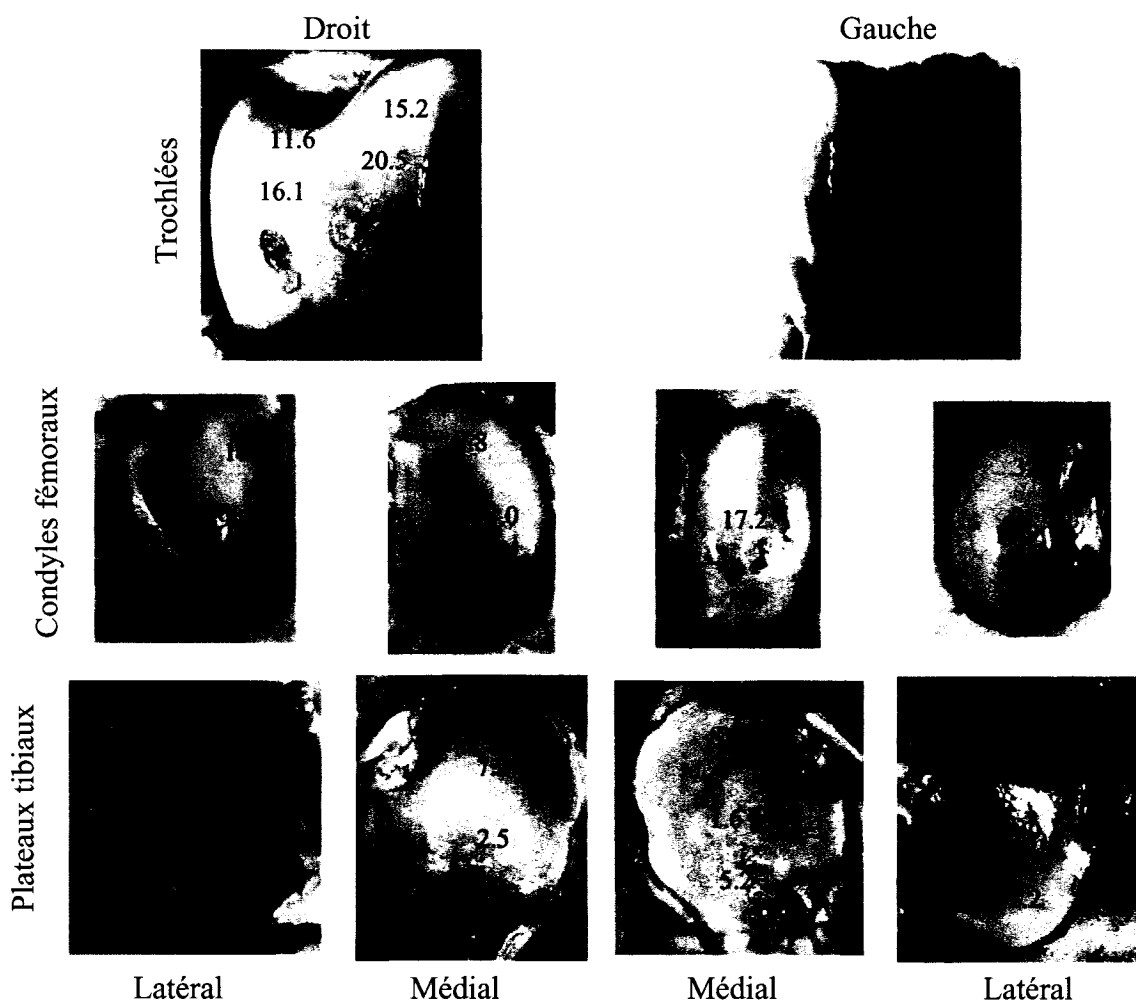 Droit
Gauche
Trochlées
15.2
11.6
20.5
16.1
Condyles fémoraux
17.2
Plateaux tibiaux
2.5
5.2
Latéral
Médial
Médial
Latéral